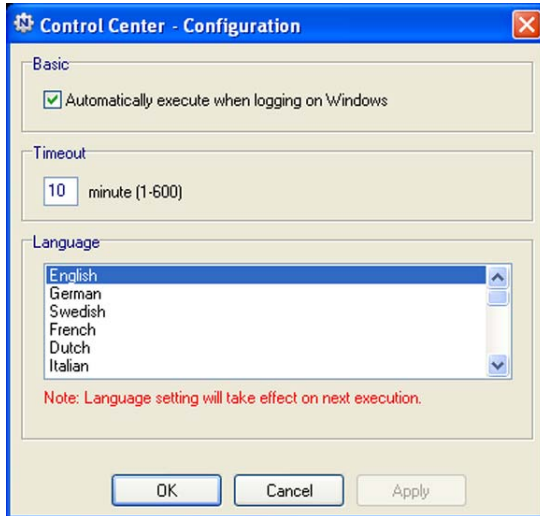 Control Center - Configuration
Basic
Automatically execute when logging on Windows
Timeout
10 minute (1-600)
Language
English
German
Swedish
French
Dutch
Italian
Note: Language setting will take effect on next execution.
OK Cancel Apply